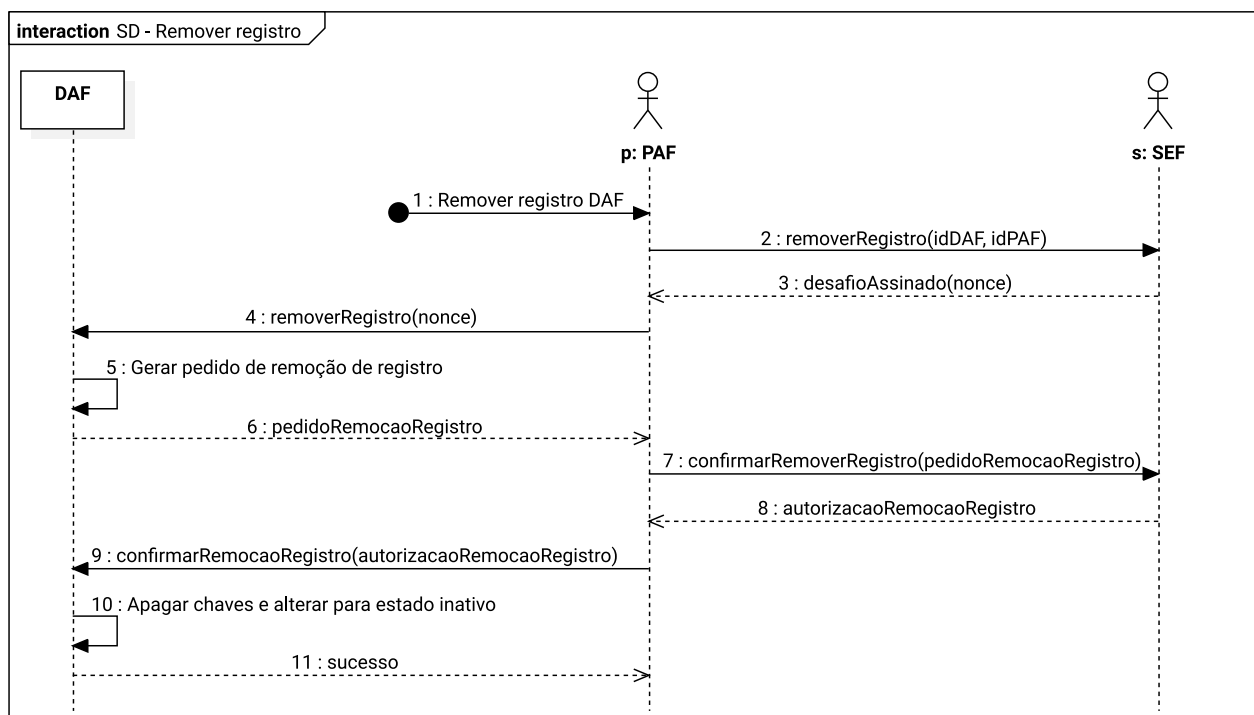 interaction SD - Remover registro
DAF
p: PAF
s: SEF
1 : Remover registro DAF
2 : removerRegistro(idDAF, idPAF)
3 : desafioAssinado(nonce)
4 : removerRegistro(nonce)
5 : Gerar pedido de remoção de registro
6 : pedidoRemocaoRegistro
7 : confirmarRemoverRegistro(pedidoRemocaoRegistro)
8 : autorizacaoRemocaoRegistro
9 : confirmarRemocaoRegistro(autorizacaoRemocaoRegistro)
10 : Apagar chaves e alterar para estado inativo
11 : sucesso